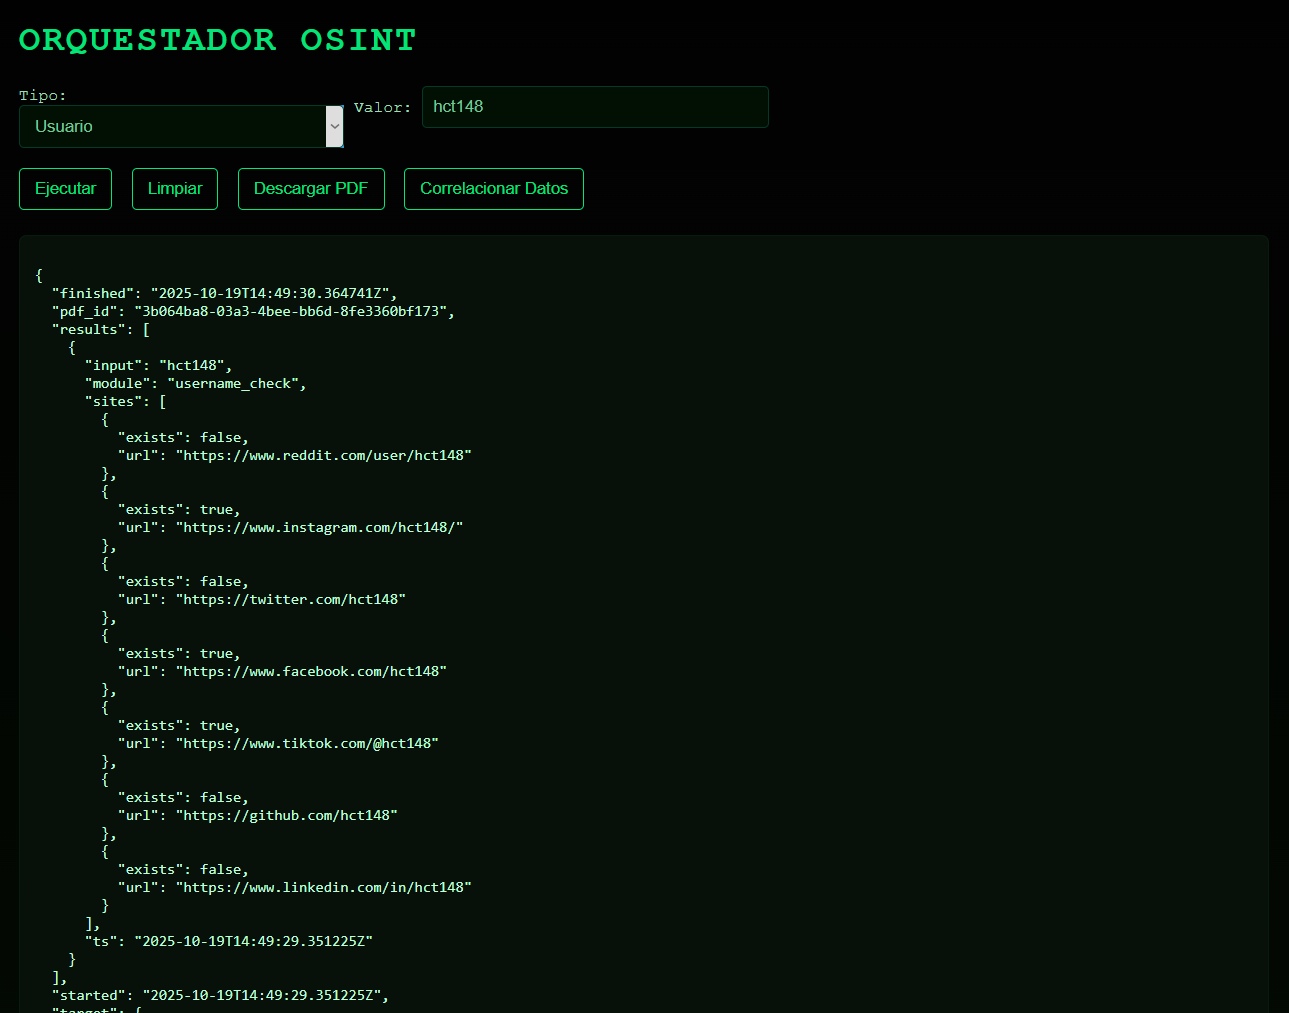 ORQUESTADOR OSINT
Tipo:
Usuario
Valor: hct148
Ejecutar Limpiar Descargar PDF Correlacionar Datos
{
  "finished": "2025-10-19T14:49:30.364741Z",
  "pdf_id": "3b064ba8-03a3-4bee-bb6d-8fe3360bf173",
  "results": [
    {
      "input": "hct148",
      "module": "username_check",
      "sites": [
        {
          "exists": false,
          "url": "https://www.reddit.com/user/hct148"
        },
        {
          "exists": true,
          "url": "https://www.instagram.com/hct148/"
        },
        {
          "exists": false,
          "url": "https://twitter.com/hct148"
        },
        {
          "exists": true,
          "url": "https://www.facebook.com/hct148"
        },
        {
          "exists": true,
          "url": "https://www.tiktok.com/@hct148"
        },
        {
          "exists": false,
          "url": "https://github.com/hct148"
        },
        {
          "exists": false,
          "url": "https://www.linkedin.com/in/hct148"
        }
      ],
      "ts": "2025-10-19T14:49:29.351225Z"
    }
  ],
  "started": "2025-10-19T14:49:29.351225Z",
  "target": {